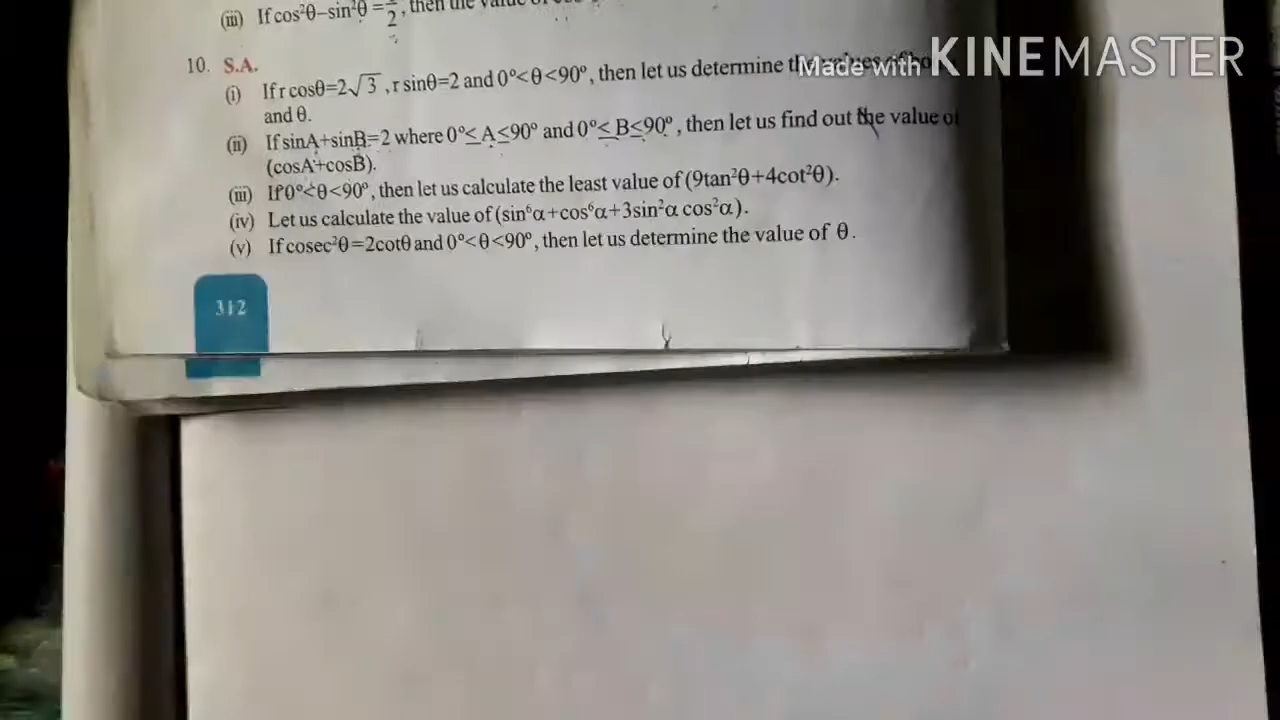 (iii) If cos²θ–sin²θ = /2, then the value
10. S.A.
Made with KINEMASTER
(i) If r cosθ=2√3, r sinθ=2 and 0°<θ<90°, then let us determine the values of
and θ.
(ii) If sinA+sinB=2 where 0°≤A≤90° and 0°≤B≤90°, then let us find out the value of
(cosA+cosB).
(iii) If 0°<θ<90°, then let us calculate the least value of (9tan²θ+4cot²θ).
(iv) Let us calculate the value of (sin⁶α+cos⁶α+3sin²α cos²α).
(v) If cosec²θ=2cotθ and 0°<θ<90°, then let us determine the value of θ.
312